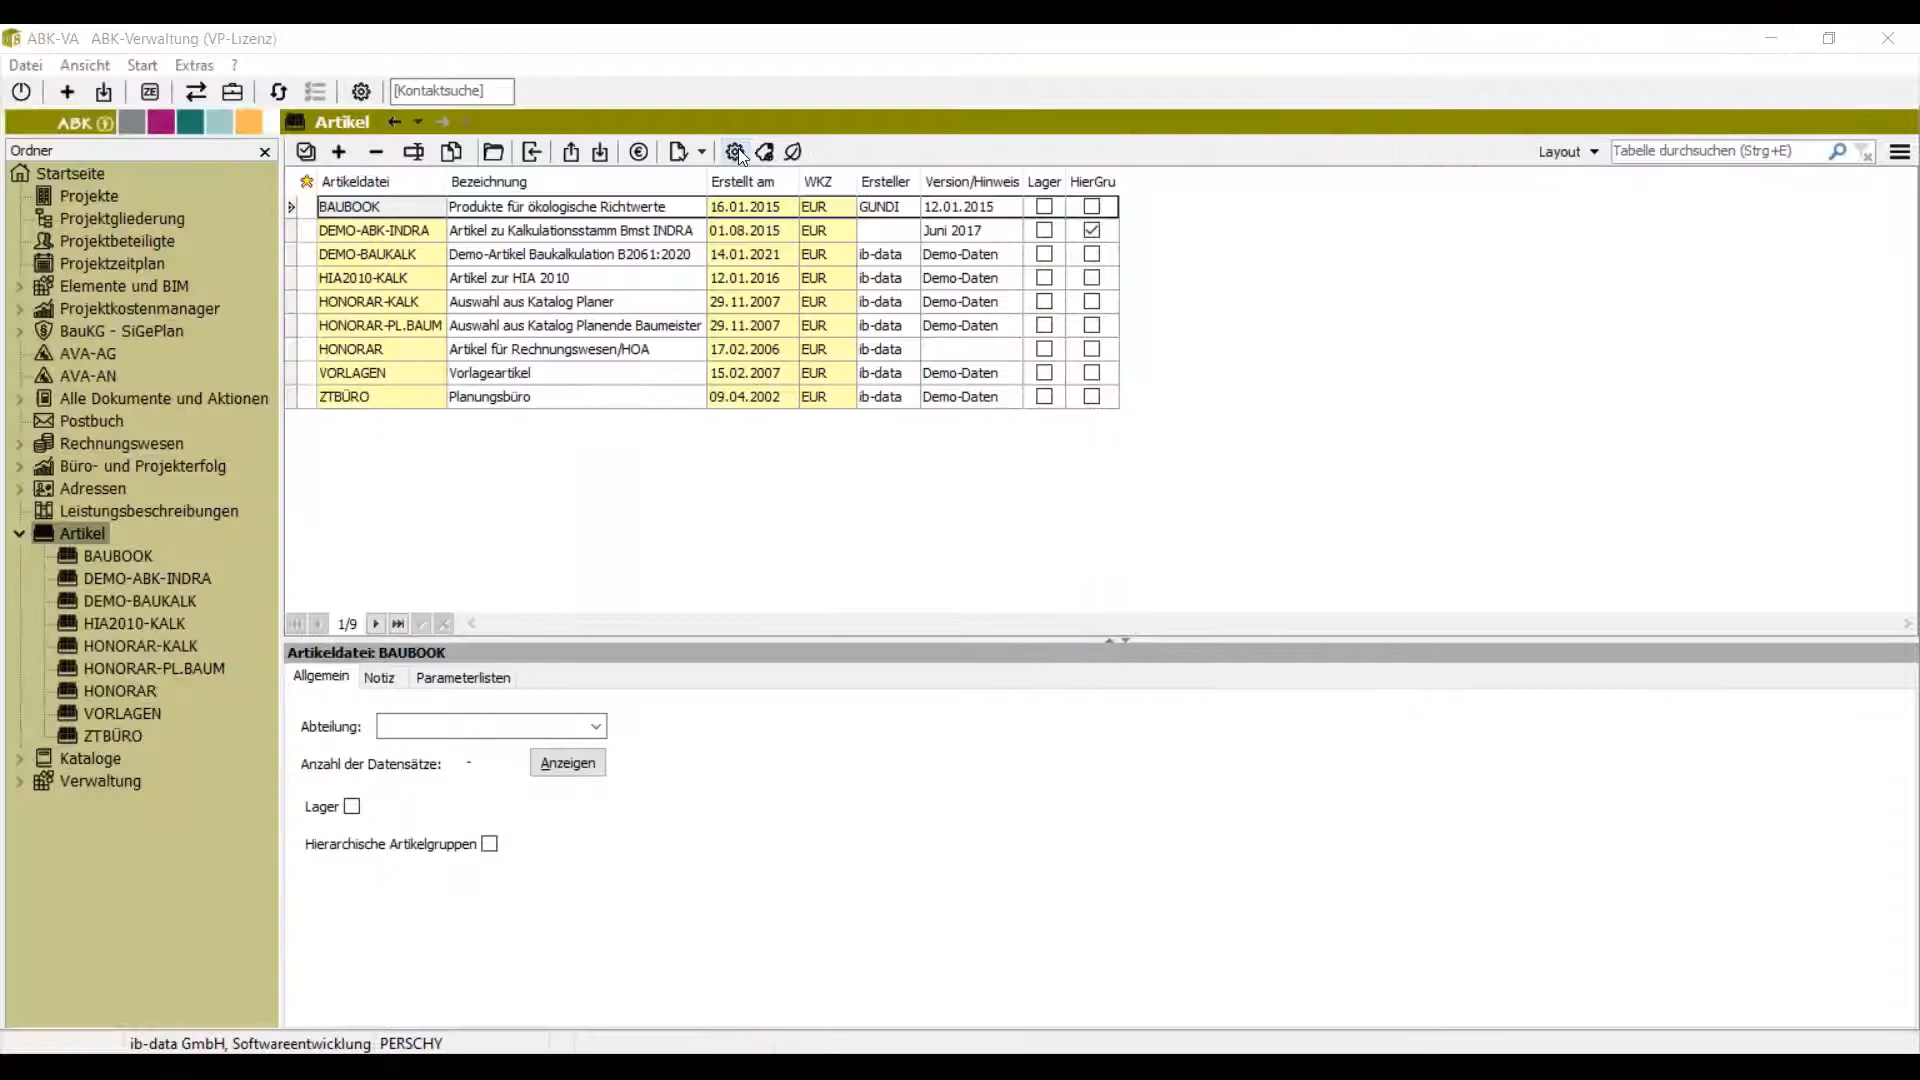 ABK-VA ABK-Verwaltung (VP-Lizenz)
Datei Ansicht Start Extras ?
ZE [Kontaktsuche]
ABK Artikel
Ordner
Layout Tabelle durchsuchen (Strg+E)
Startseite
Projekte
Projektgliederung
Projektbeteiligte
Projektzeitplan
Elemente und BIM
Projektkostenmanager
BauKG - SiGePlan
AVA-AG
AVA-AN
Alle Dokumente und Aktionen
Postbuch
Rechnungswesen
Büro- und Projekterfolg
Adressen
Leistungsbeschreibungen
Artikel
BAUBOOK
DEMO-ABK-INDRA
DEMO-BAUKALK
HIA2010-KALK
HONORAR-KALK
HONORAR-PL.BAUM
HONORAR
VORLAGEN
ZTBÜRO
Kataloge
Verwaltung
Artikeldatei Bezeichnung Erstellt am WKZ Ersteller Version/Hinweis Lager HierGru
BAUBOOK Produkte für ökologische Richtwerte 16.01.2015 EUR GUNDI 12.01.2015
DEMO-ABK-INDRA Artikel zu Kalkulationsstamm Bmst INDRA 01.08.2015 EUR Juni 2017
DEMO-BAUKALK Demo-Artikel Baukalkulation B2061:2020 14.01.2021 EUR ib-data Demo-Daten
HIA2010-KALK Artikel zur HIA 2010 12.01.2016 EUR ib-data Demo-Daten
HONORAR-KALK Auswahl aus Katalog Planer 29.11.2007 EUR ib-data Demo-Daten
HONORAR-PL.BAUM Auswahl aus Katalog Planende Baumeister 29.11.2007 EUR ib-data Demo-Daten
HONORAR Artikel für Rechnungswesen/HOA 17.02.2006 EUR ib-data
VORLAGEN Vorlageartikel 15.02.2007 EUR ib-data Demo-Daten
ZTBÜRO Planungsbüro 09.04.2002 EUR ib-data Demo-Daten
1/9
Artikeldatei: BAUBOOK
Allgemein Notiz Parameterlisten
Abteilung:
Anzahl der Datensätze: - Anzeigen
Lager
Hierarchische Artikelgruppen
ib-data GmbH, Softwareentwicklung PERSCHY